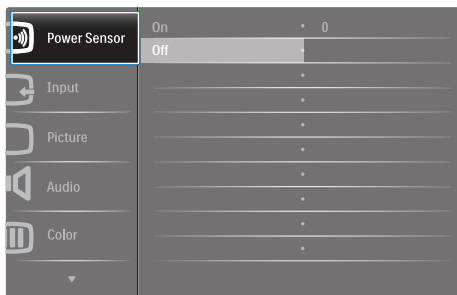 Power Sensor
On • 0
Off •
Input
Picture
Audio
Color